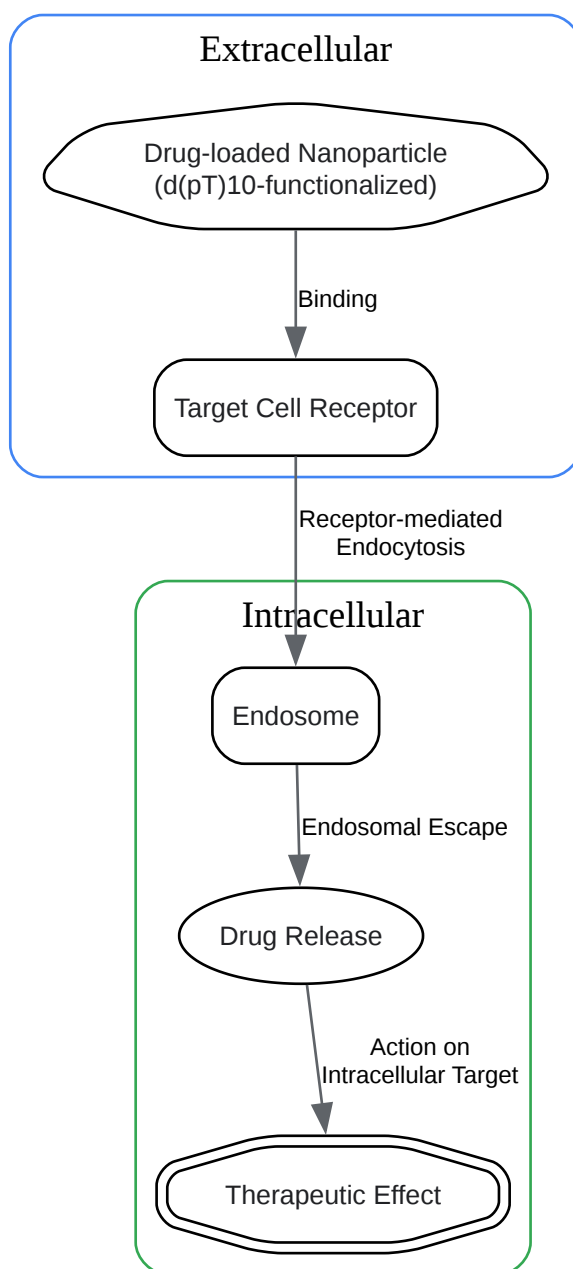 Extracellular
Drug-loaded Nanoparticle
(d(pT)10-functionalized)
Binding
Target Cell Receptor
Receptor-mediated
Endocytosis
Intracellular
Endosome
Endosomal Escape
Drug Release
Action on
Intracellular Target
Therapeutic Effect